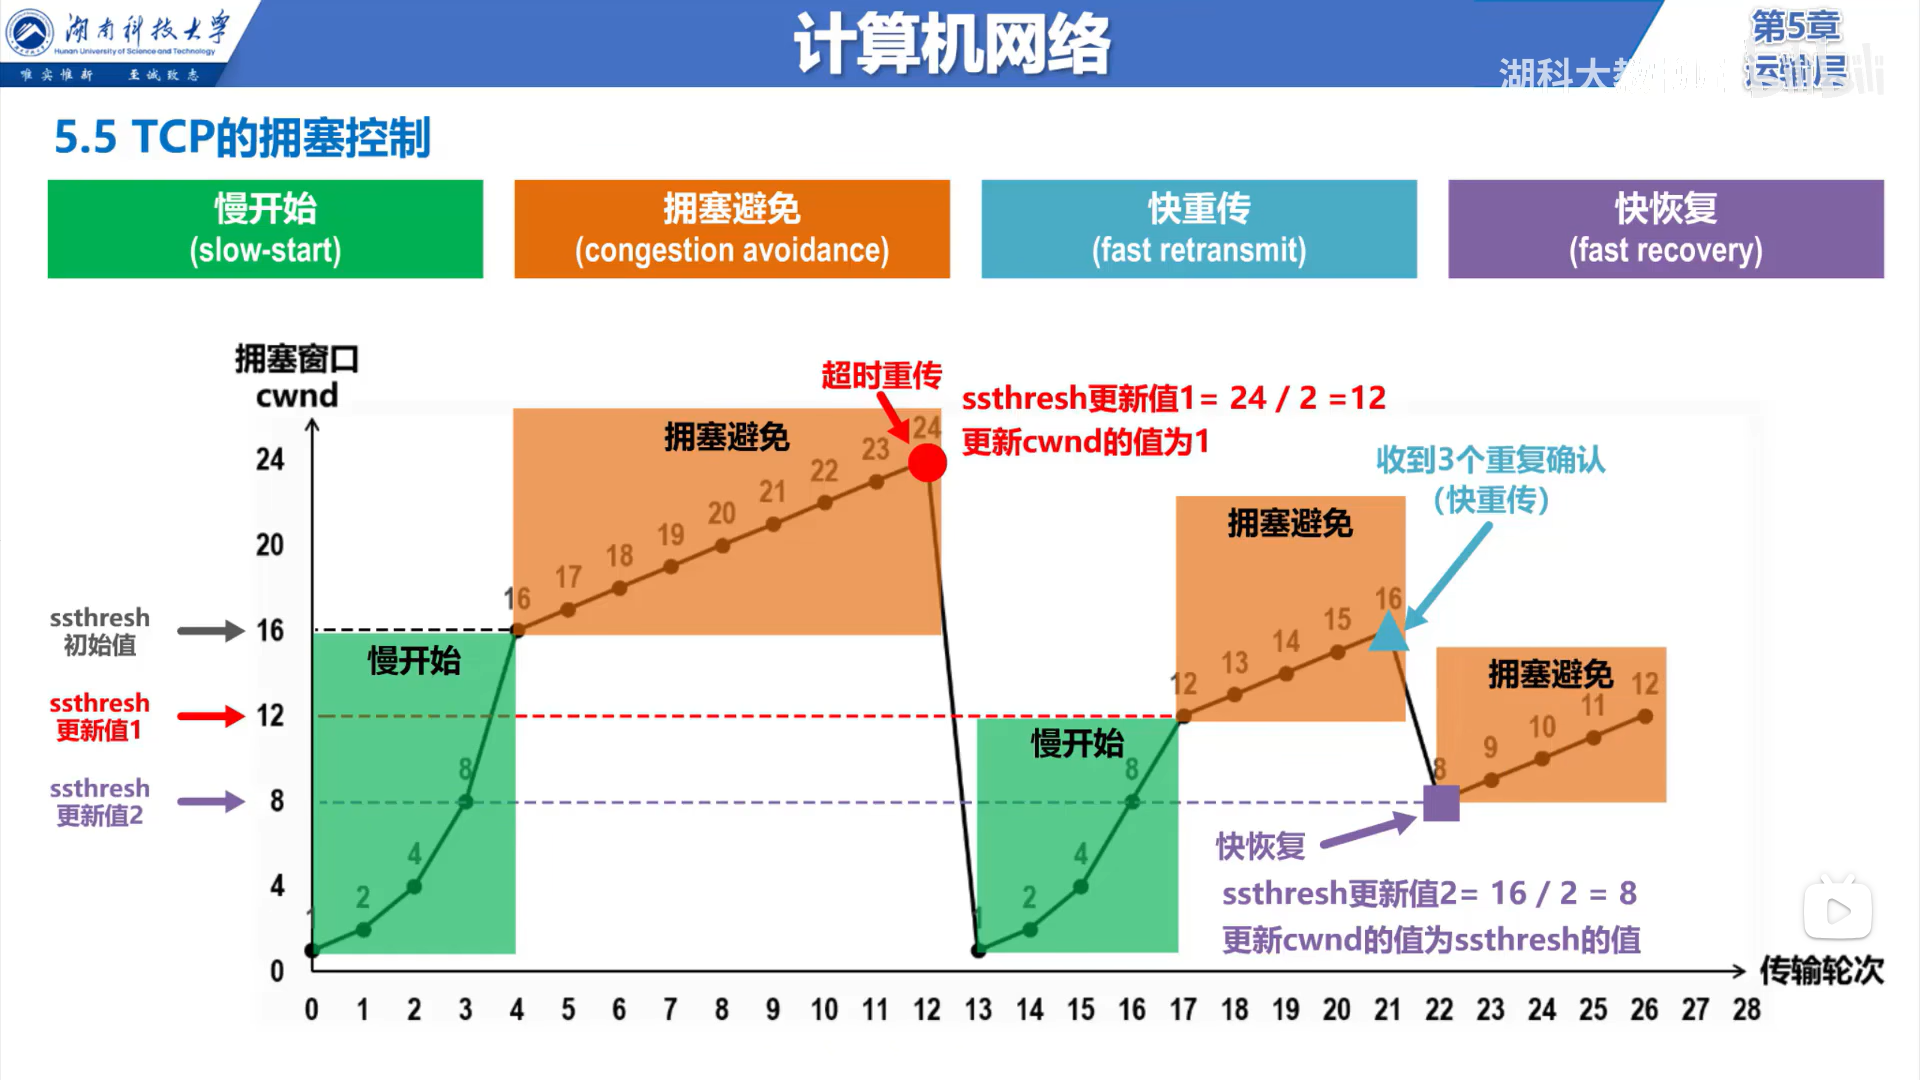 湖南科技大学
Hunan University of Science and Technology
唯实惟新 至诚致志
计算机网络
第5章
运输层
湖科大教书匠
bilibili
5.5 TCP的拥塞控制
慢开始
(slow-start)
拥塞避免
(congestion avoidance)
快重传
(fast retransmit)
快恢复
(fast recovery)
拥塞窗口
cwnd
超时重传
ssthresh更新值1= 24 / 2 =12
更新cwnd的值为1
拥塞避免
收到3个重复确认
(快重传)
拥塞避免
拥塞避免
慢开始
慢开始
ssthresh
初始值
ssthresh
更新值1
ssthresh
更新值2
24
20
16
12
8
4
0
1
2
4
8
16
17
18
19
20
21
22
23
24
1
2
4
8
12
13
14
15
16
8
9
10
11
12
快恢复
ssthresh更新值2= 16 / 2 = 8
更新cwnd的值为ssthresh的值
传输轮次
0 1 2 3 4 5 6 7 8 9 10 11 12 13 14 15 16 17 18 19 20 21 22 23 24 25 26 27 28